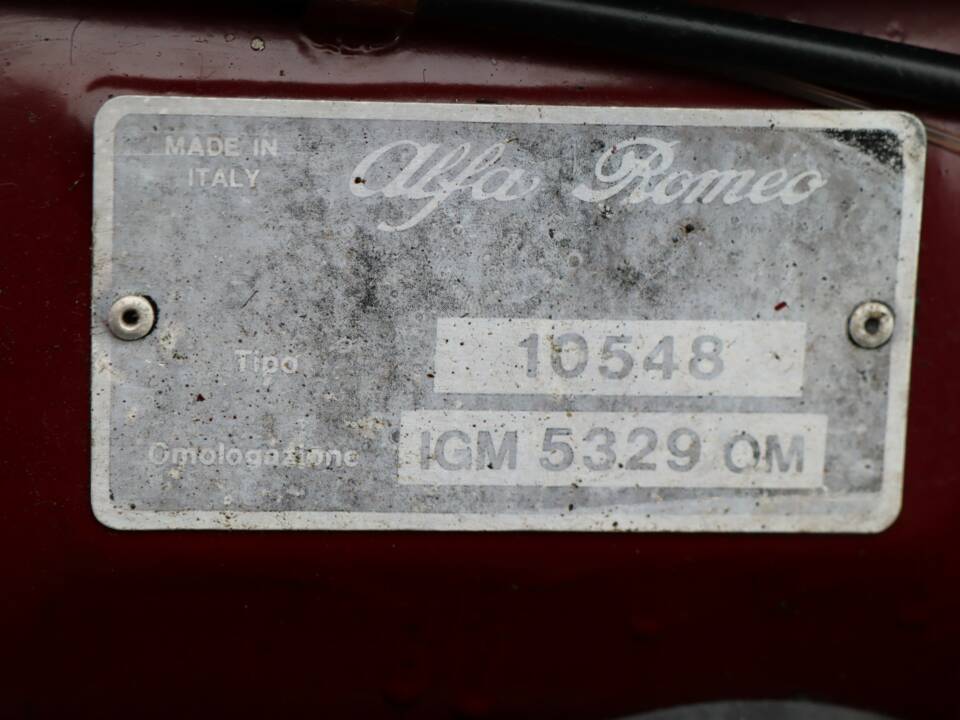 MADE IN
ITALY
Alfa Romeo
Tipo 10548
Omologazione IGM 5329 OM